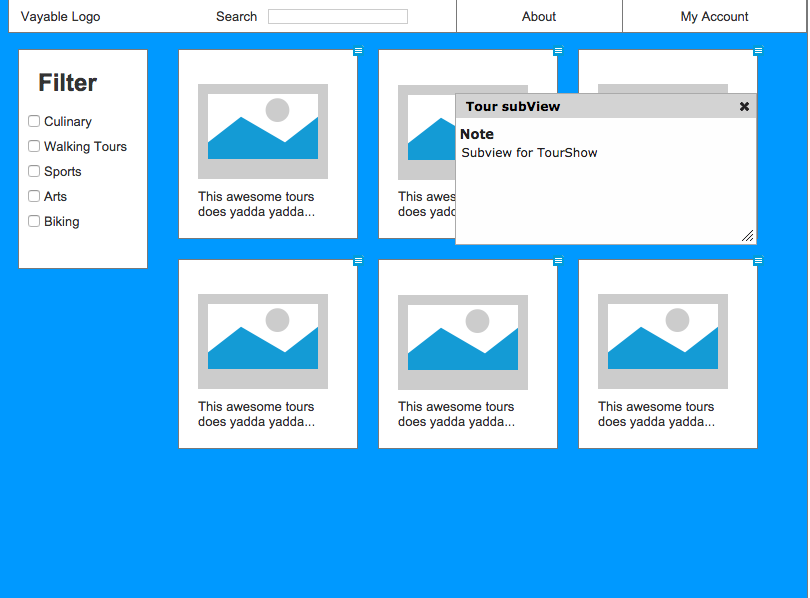 Vayable Logo
Search
About
My Account
Filter
Culinary
Walking Tours
Sports
Arts
Biking
This awesome tours
does yadda yadda...
This awes
does yadd
Tour subView
Note
Subview for TourShow
This awesome tours
does yadda yadda...
This awesome tours
does yadda yadda...
This awesome tours
does yadda yadda...